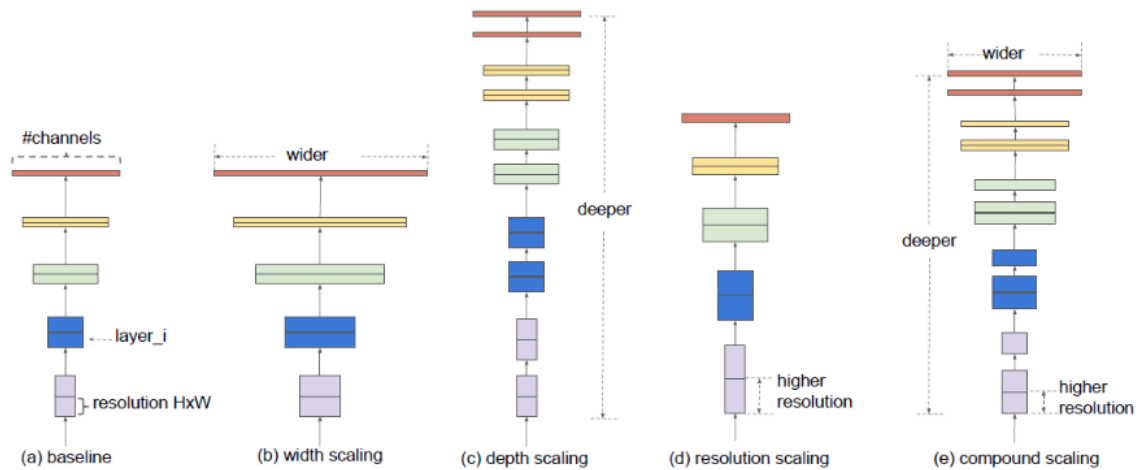 #channels
layer_i
resolution HxW
(a) baseline
wider
(b) width scaling
deeper
(c) depth scaling
higher
resolution
(d) resolution scaling
wider
deeper
higher
resolution
(e) compound scaling